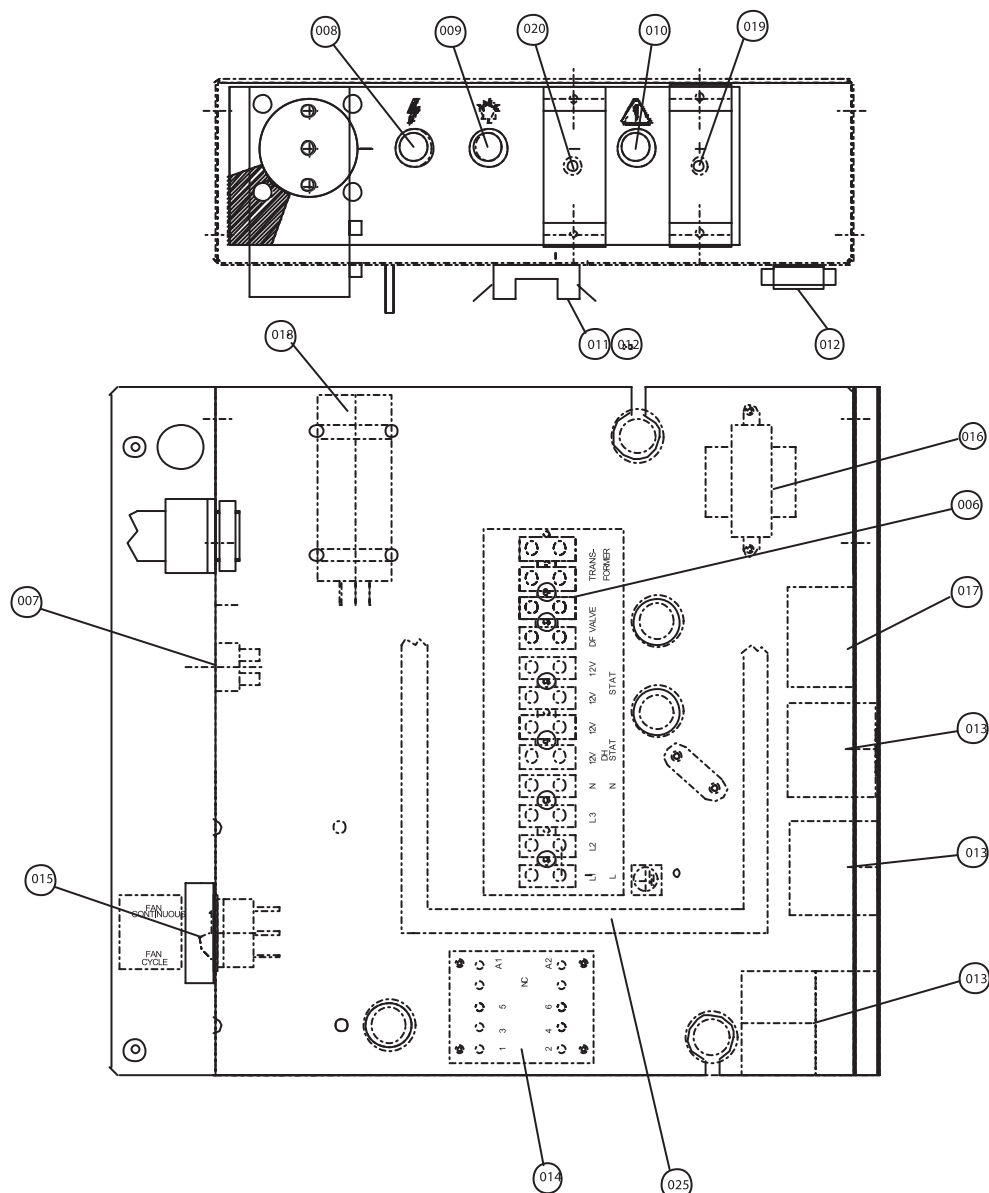 008
009
020
010
019
011
012
012
018
016
006
017
007
013
013
015
013
014
025
TRANS-
FORMER
DF VALVE
12V
12V
STAT
12V
12V
DH
STAT
N
N
L3
L2
L1
L
FAN
CONTINUOUS
FAN
CYCLE
A1
A2
NC
5
6
3
4
1
2